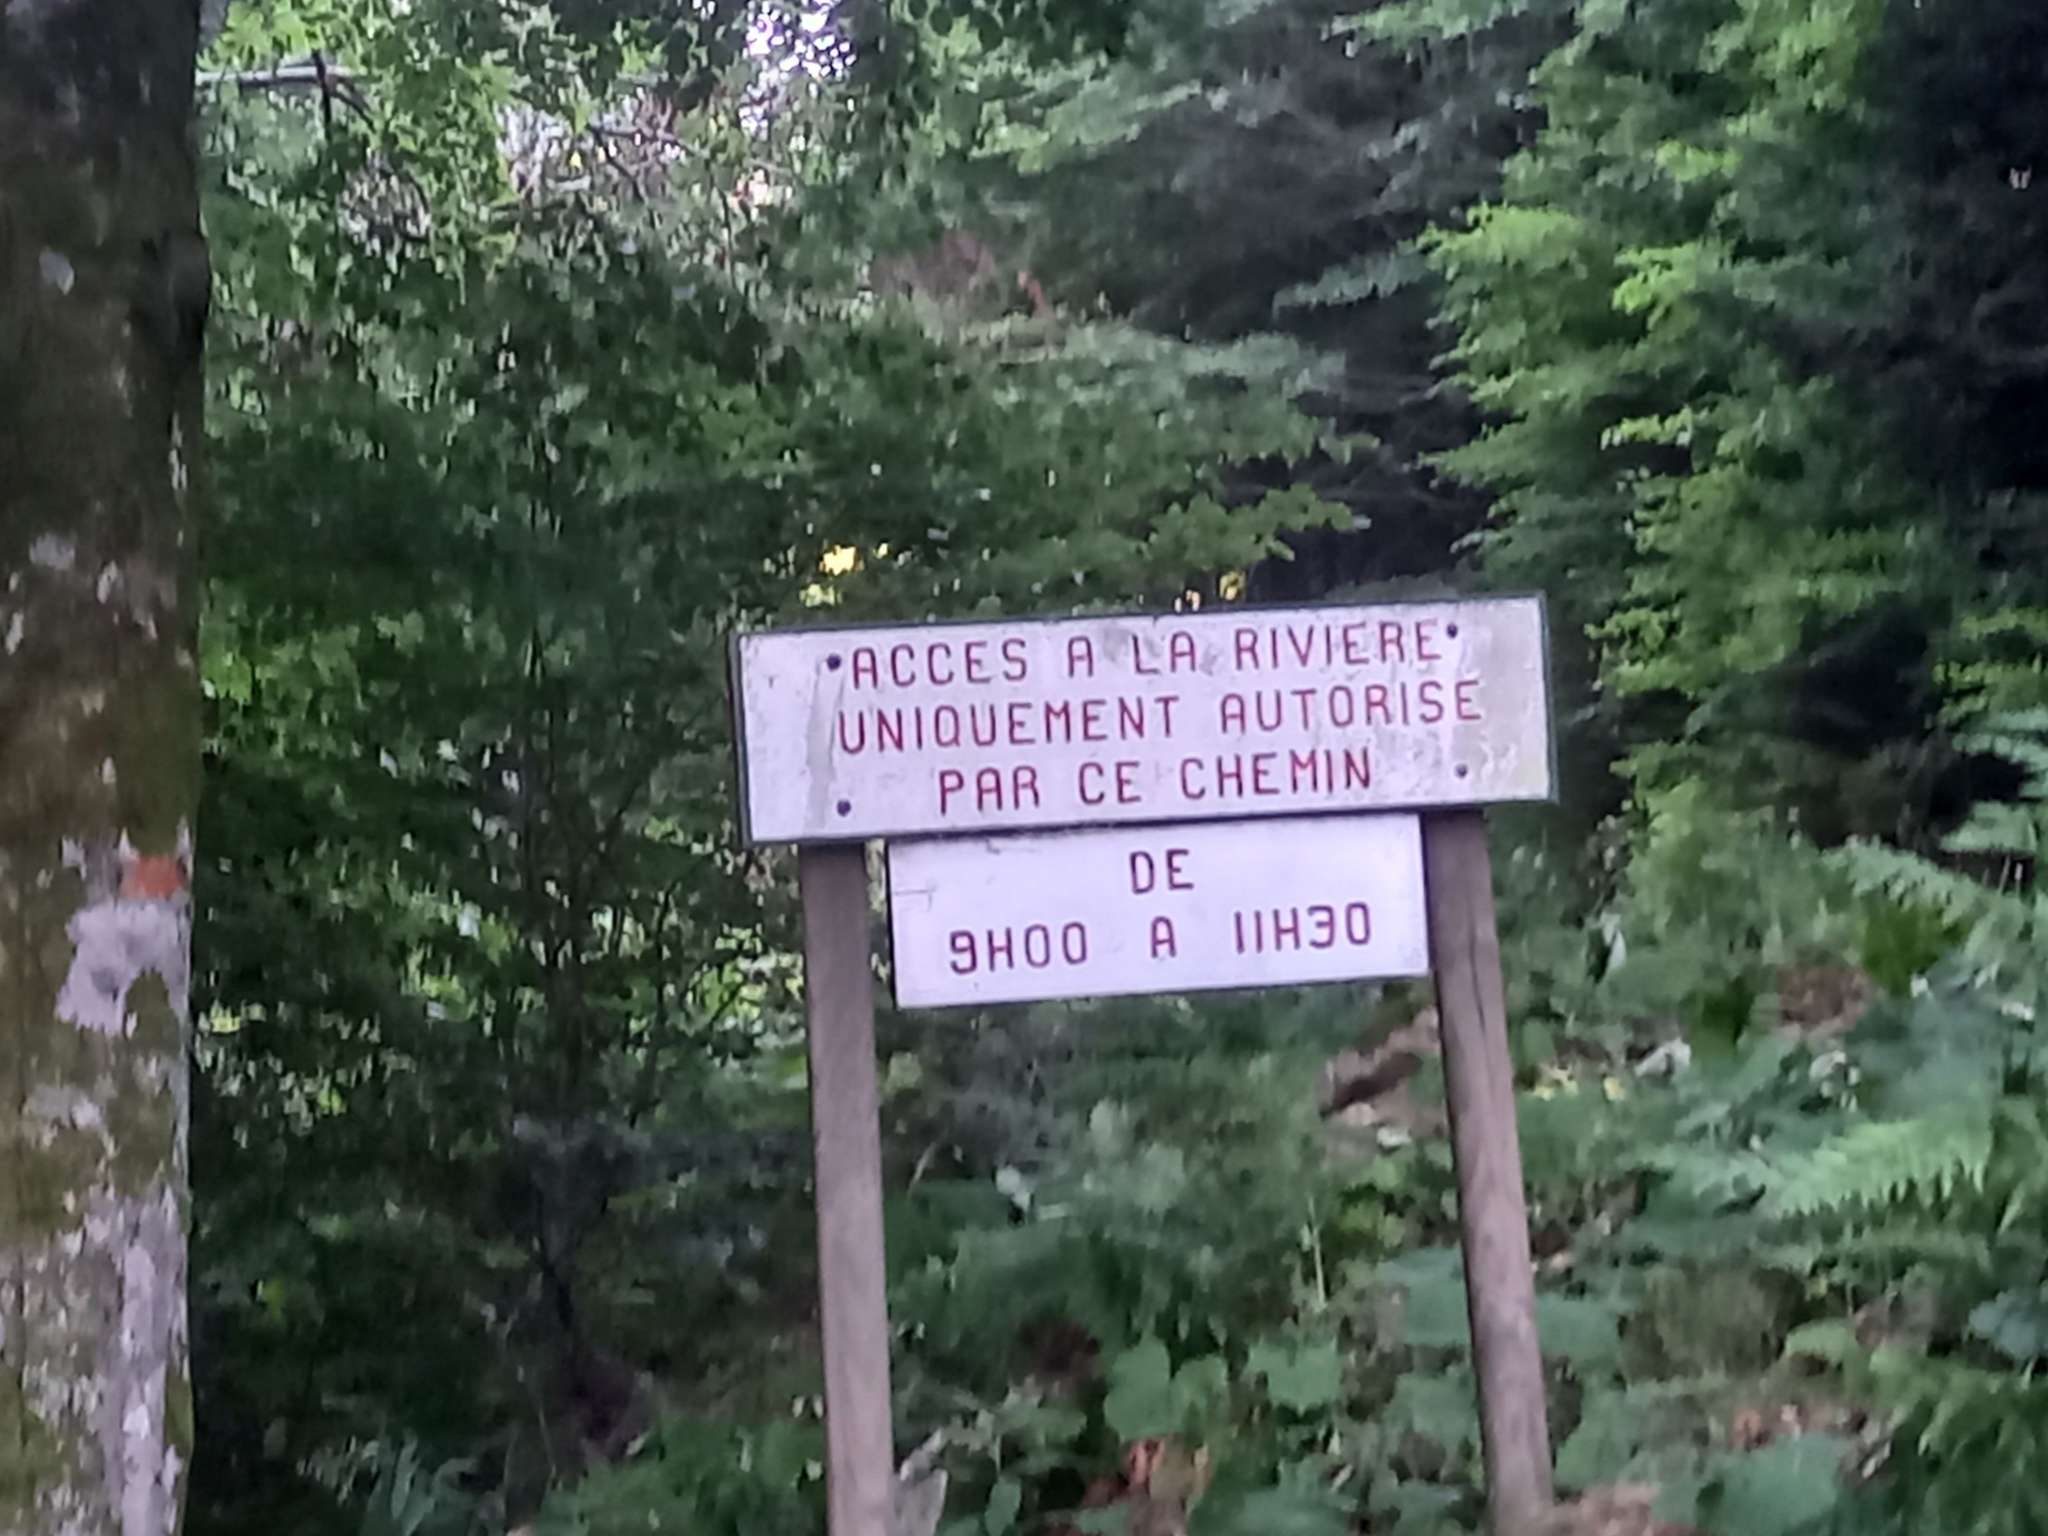 ACCES A LA RIVIERE
UNIQUEMENT AUTORISE
PAR CE CHEMIN
DE
9H00 A 11H30